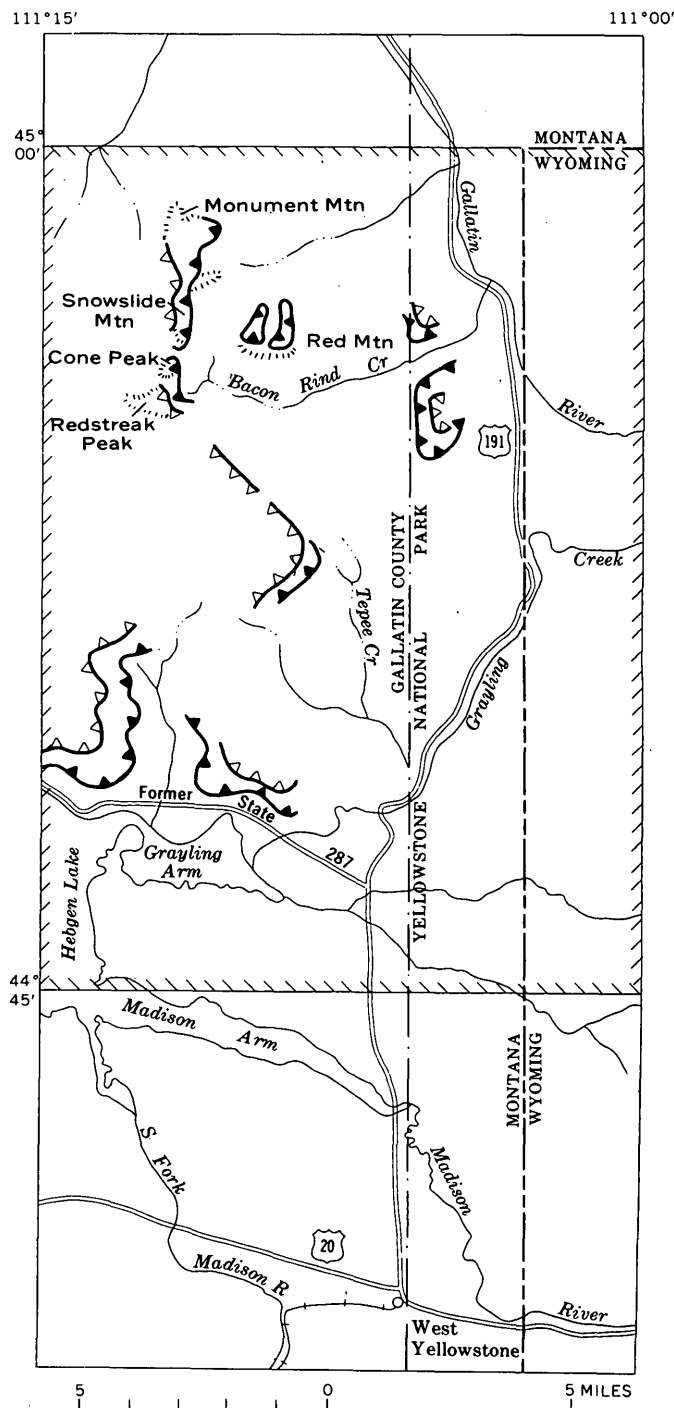 111°15′
111°00′
45°
00′
MONTANA
WYOMING
Gallatin
Monument Mtn
Snowslide
Mtn
Red Mtn
Cone Peak
Bacon Rind Cr
Redstreak
Peak
River
191
GALLATIN COUNTY
YELLOWSTONE NATIONAL PARK
Creek
Tepee Cr
Grayling
Former State
287
Grayling
Arm
Hebgen Lake
44°
45′
Madison Arm
MONTANA
WYOMING
S. Fork
Madison
20
Madison R
River
West
Yellowstone
5 0 5 MILES